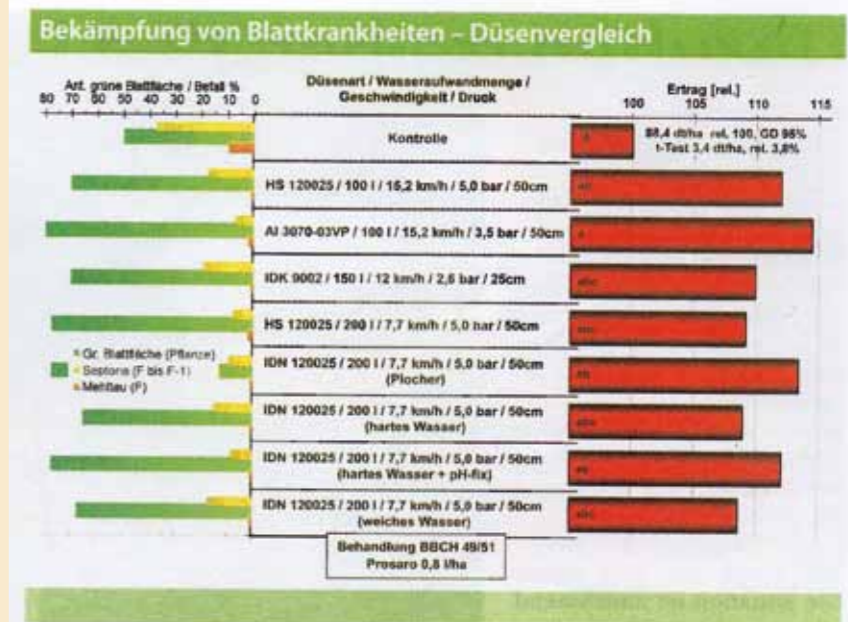 Bekämpfung von Blattkrankheiten – Düsenvergleich
Ant. grüne Blattfläche / Befall %
80 70 60 50 40 30 20 10 0
Düsenart / Wasseraufwandmenge /
Geschwindigkeit / Druck
Ertrag [rel.]
100 105 110 115
Kontrolle
88,4 dt/ha rel. 100, GD 95%
t-Test 3,4 dt/ha, rel. 3,8%
HS 120025 / 100 l / 15,2 km/h / 5,0 bar / 50cm
AI 3070-03VP / 100 l / 15,2 km/h / 3,5 bar / 50cm
IDK 9002 / 150 l / 12 km/h / 2,5 bar / 25cm
HS 120025 / 200 l / 7,7 km/h / 5,0 bar / 50cm
Gr. Blattfläche (Pflanze)
Septoria (F bis F-1)
Mehltau (F)
IDN 120025 / 200 l / 7,7 km/h / 5,0 bar / 50cm
(Plocher)
IDN 120025 / 200 l / 7,7 km/h / 5,0 bar / 50cm
(hartes Wasser)
IDN 120025 / 200 l / 7,7 km/h / 5,0 bar / 50cm
(hartes Wasser + pH-fix)
IDN 120025 / 200 l / 7,7 km/h / 5,0 bar / 50cm
(weiches Wasser)
Behandlung BBCH 49/51
Prosaro 0,8 l/ha